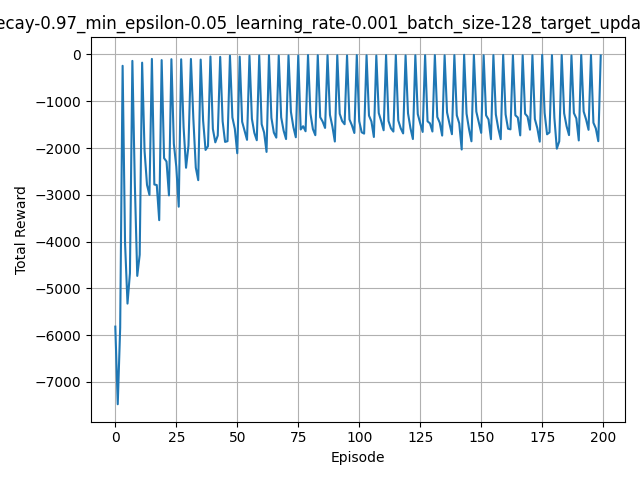 ecay-0.97_min_epsilon-0.05_learning_rate-0.001_batch_size-128_target_upda
0
−1000
−2000
−3000
−4000
−5000
−6000
−7000
Total Reward
0 25 50 75 100 125 150 175 200
Episode